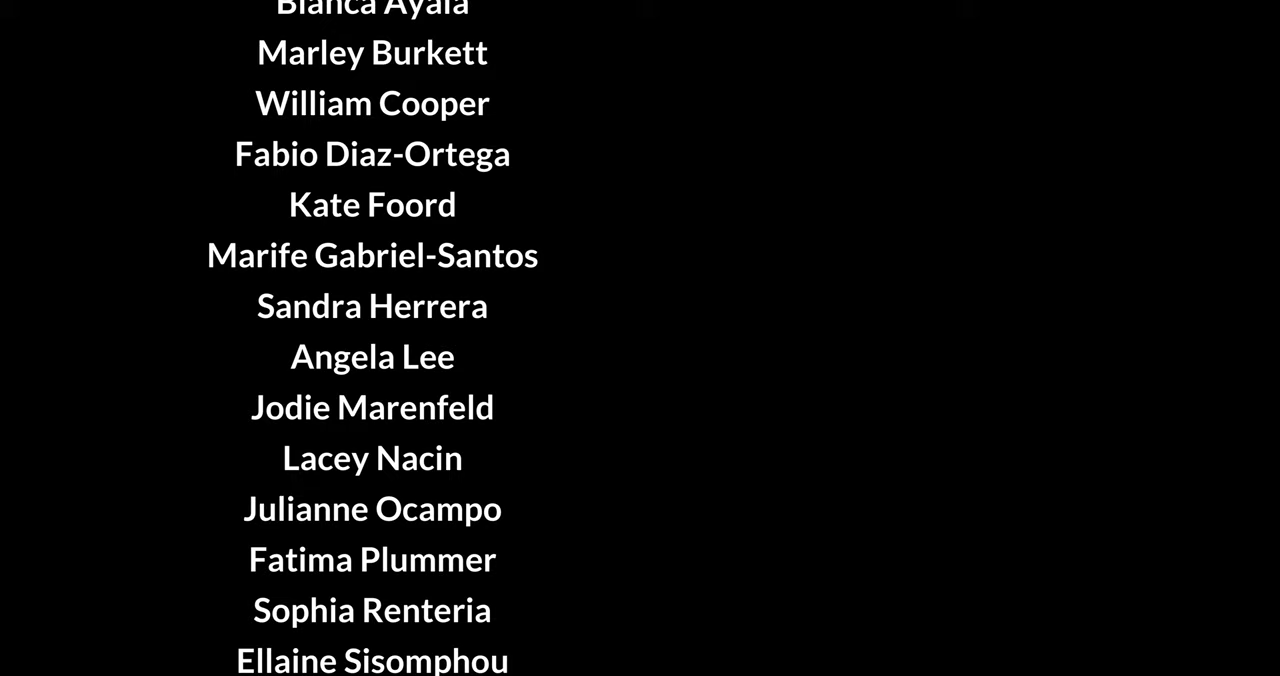 Bianca Ayala
Marley Burkett
William Cooper
Fabio Diaz-Ortega
Kate Foord
Marife Gabriel-Santos
Sandra Herrera
Angela Lee
Jodie Marenfeld
Lacey Nacin
Julianne Ocampo
Fatima Plummer
Sophia Renteria
Ellaine Sisomphou